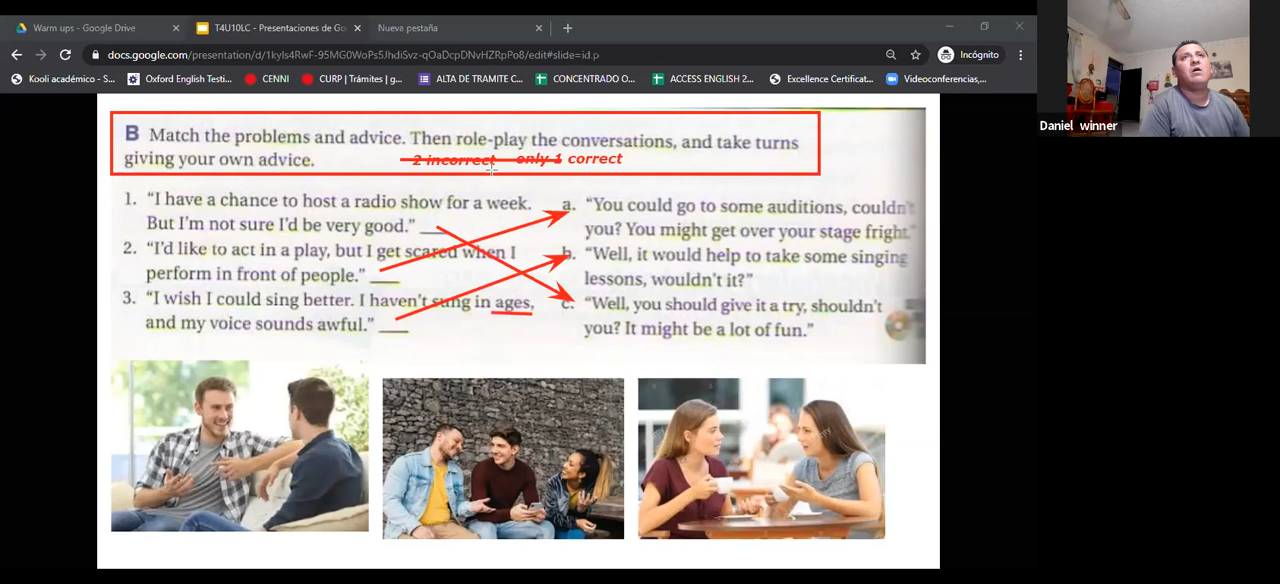 Warm ups - Google Drive
T4U10LC - Presentaciones de Go
Nueva pestaña
docs.google.com/presentation/d/1kyls4RwF-95MG0WoPs5JhdiSvz-qOaDcpDNvHZRpPo8/edit#slide=id.p
Incógnito
Kooli académico - S... Oxford English Testi... CENNI CURP | Trámites | g... ALTA DE TRAMITE C... CONCENTRADO O... ACCESS ENGLISH 2... Excellence Certificat... Videoconferencias,...
Daniel winner
B Match the problems and advice. Then role-play the conversations, and take turns
giving your own advice.
2 incorrect only 1 correct
1. “I have a chance to host a radio show for a week.
But I’m not sure I’d be very good.”
2. “I’d like to act in a play, but I get scared when I
perform in front of people.”
3. “I wish I could sing better. I haven’t sung in ages,
and my voice sounds awful.”
a. “You could go to some auditions, couldn’t
you? You might get over your stage fright.”
b. “Well, it would help to take some singing
lessons, wouldn’t it?”
c. “Well, you should give it a try, shouldn’t
you? It might be a lot of fun.”